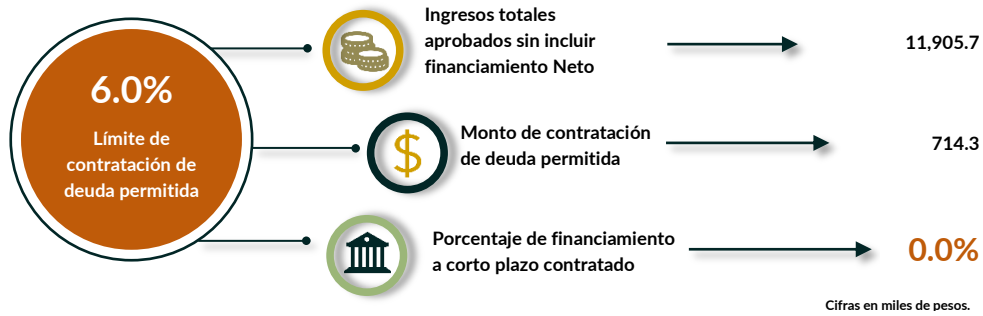 6.0%
Límite de
contratación de
deuda permitida
Ingresos totales
aprobados sin incluir
financiamiento Neto
11,905.7
$
Monto de contratación
de deuda permitida
714.3
Porcentaje de financiamiento
a corto plazo contratado
0.0%
Cifras en miles de pesos.